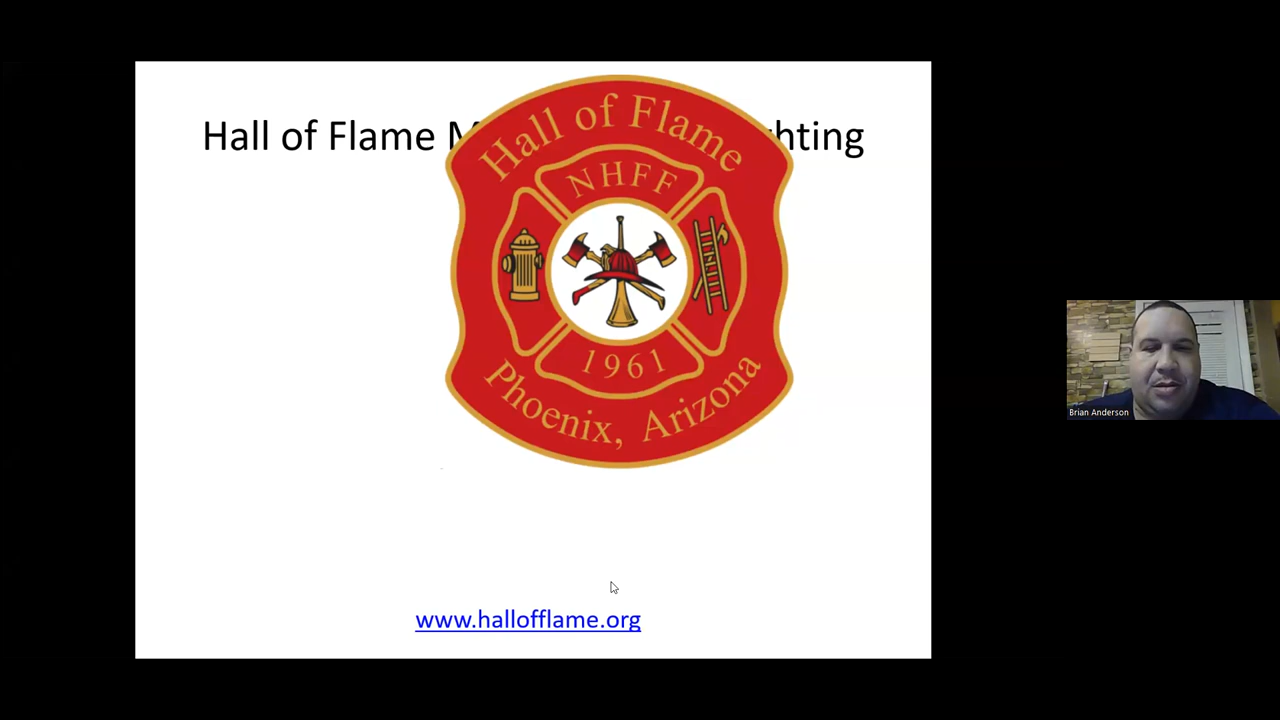 Hall of Flame
Hall of Flame M hting
NHFF
1961
Phoenix, Arizona
www.hallofflame.org
Brian Anderson